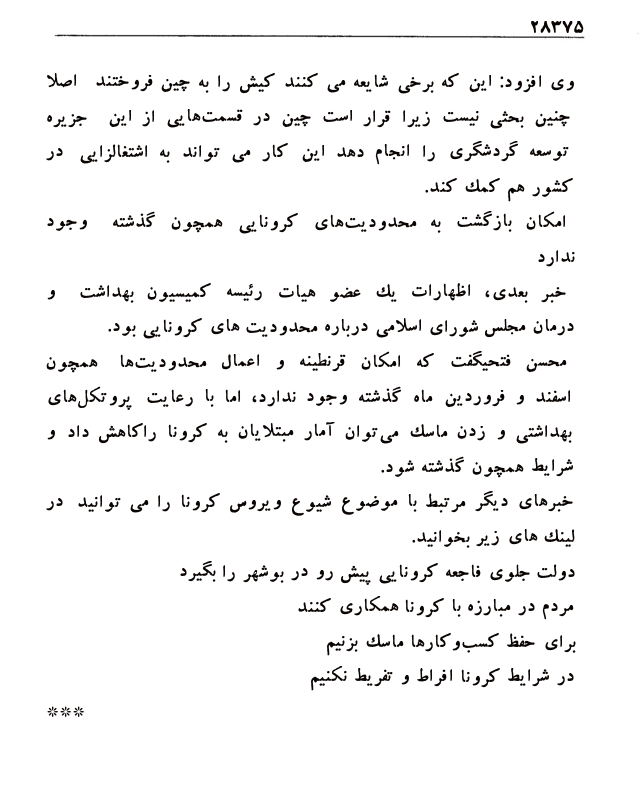 ۲۸۳۷۵
وی افزود: این که برخی شایعه می کنند کیش را به چین فروختند اصلا
چنین بحثی نیست زیرا قرار است چین در قسمت‌هایی از این جزیره
توسعه گردشگری را انجام دهد این کار می تواند به اشتغالزایی در
کشور هم کمك کند.
امکان بازگشت به محدودیت‌های کرونایی همچون گذشته وجود
ندارد
خبر بعدی، اظهارات یك عضو هیات رئیسه کمیسیون بهداشت و
درمان مجلس شورای اسلامی درباره محدودیت های کرونایی بود.
محسن فتحیگفت که امکان قرنطینه و اعمال محدودیت‌ها همچون
اسفند و فروردین ماه گذشته وجود ندارد، اما با رعایت پروتکل‌های
بهداشتی و زدن ماسك می‌توان آمار مبتلایان به کرونا راکاهش داد و
شرایط همچون گذشته شود.
خبرهای دیگر مرتبط با موضوع شیوع ویروس کرونا را می توانید در
لینك های زیر بخوانید.
دولت جلوی فاجعه کرونایی پیش رو در بوشهر را بگیرد
مردم در مبارزه با کرونا همکاری کنند
برای حفظ کسب‌وکارها ماسك بزنیم
در شرایط کرونا افراط و تفریط نکنیم
***